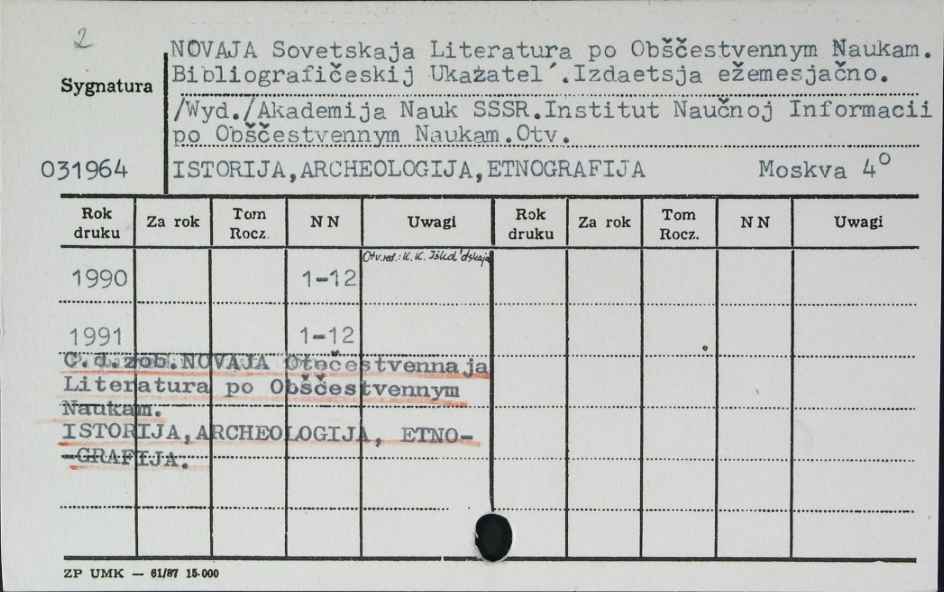 2
NOVAJA Sovetskaja Literatura po Obščestvennym Naukam.
Bibliografičeskij Ukažatel´.Izdaetsja ežemesjačno.
Sygnatura
/Wyd./Akademija Nauk SSSR.Institut Naučnoj Informacii
po Obščestvennym Naukam.Otv.
031964 ISTORIJA,ARCHEOLOGIJA,ETNOGRAFIJA Moskva 4°
Rok druku Za rok Tom Rocz. N N Uwagi Rok druku Za rok Tom Rocz. N N Uwagi
Otv.red.: K.K.
1990 1-12
1991 1-12
C.d.zob.NOVAJA Otečestvennaja
Literatura po Obščestvennym
Naukam.
ISTORIJA,ARCHEOLOGIJA, ETNO-
-GRAFIJA.
ZP UMK — 61/87 15-000